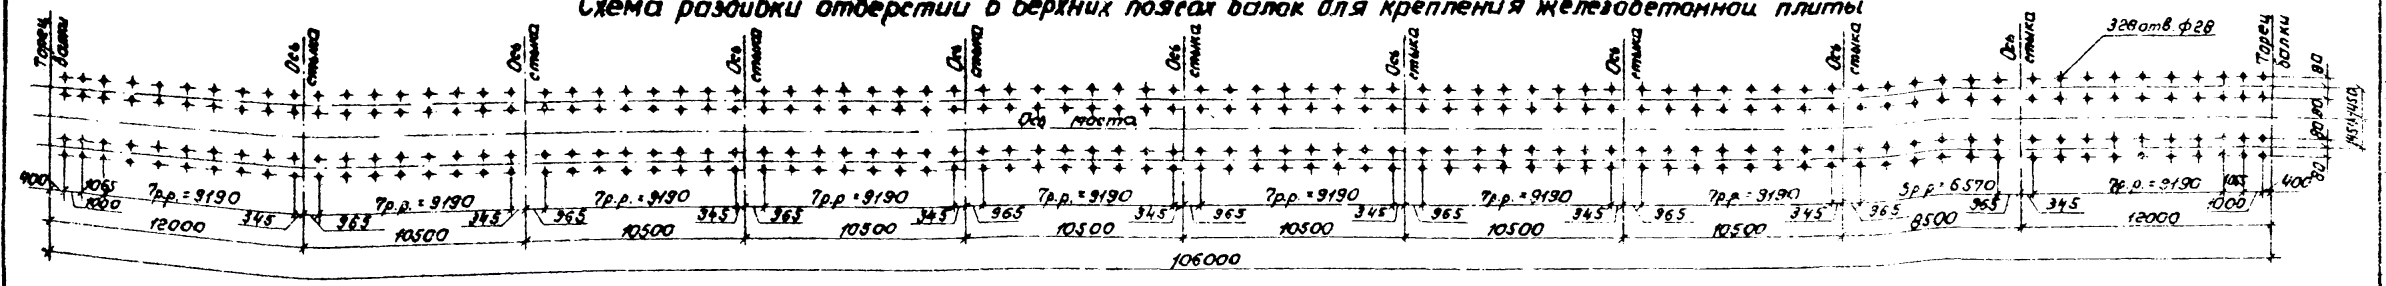 Схема разбивки отверстий в верхних поясах балок для крепления железобетонной плиты
Торец балки
Ось стыка
Ось стыка
Ось стыка
Ось стыка
Ось стыка
Ось стыка
Ось стыка
Ось стыка
Ось стыка
328 отв. ф28
Торец балки
80
80 80
80
Ось моста
400
1065
1000
7р.р. = 9190
345
965
7р.р. = 9190
345
965
7р.р. = 9190
345
965
7р.р = 9190
345
965
7р.р. = 9190
345
965
7р.р. = 9190
345
965
7р.р. = 9190
345
965
7р.р. = 9190
345
965
5р.р. = 6570
965
345
7р.р. = 9190
1065
1000
400
12000
10500
10500
10500
10500
10500
10500
10500
8500
12000
106000